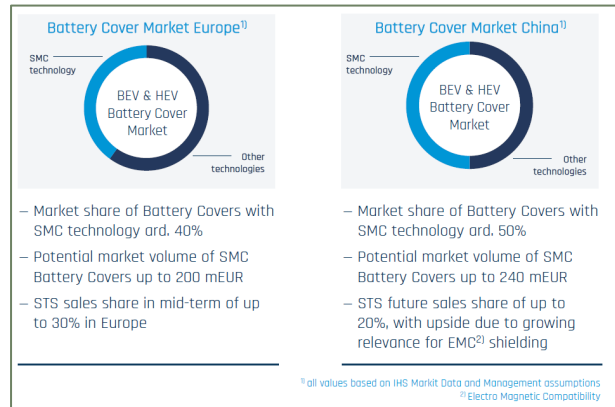 Battery Cover Market Europe1)
SMC
technology
BEV & HEV
Battery Cover
Market
Other
technologies
– Market share of Battery Covers with
SMC technology ard. 40%
– Potential market volume of SMC
Battery Covers up to 200 mEUR
– STS sales share in mid-term of up
to 30% in Europe
Battery Cover Market China1)
SMC
technology
BEV & HEV
Battery Cover
Market
Other
technologies
– Market share of Battery Covers with
SMC technology ard. 50%
– Potential market volume of SMC
Battery Covers up to 240 mEUR
– STS future sales share of up to
20%, with upside due to growing
relevance for EMC2) shielding
1) all values based on IHS Markit Data and Management assumptions
2) Electro Magnetic Compatibility